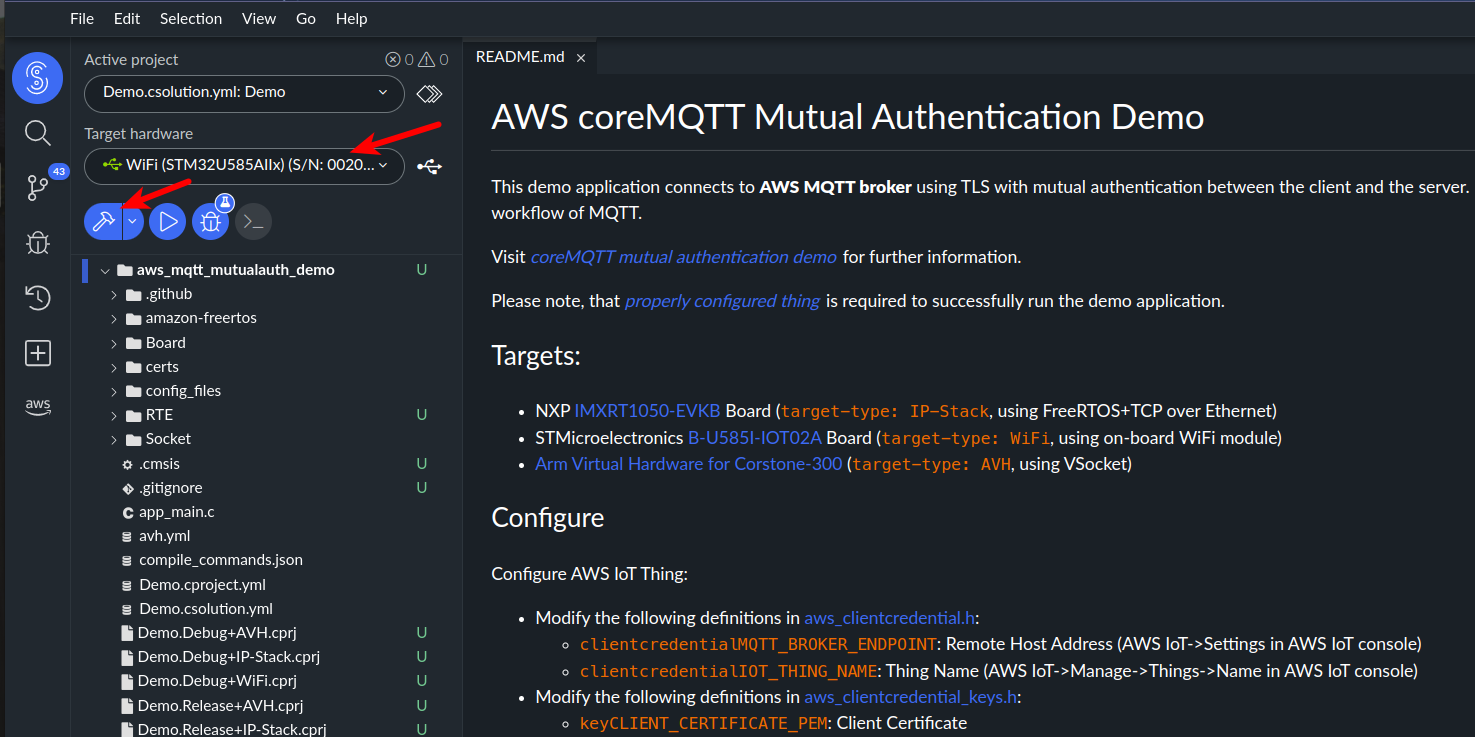 File Edit Selection View Go Help
Active project 0 0
Demo.csolution.yml: Demo
Target hardware
WiFi (STM32U585AIIx) (S/N: 0020...
43
aws_mqtt_mutualauth_demo U
.github
amazon-freertos
Board
certs
config_files
RTE U
Socket
.cmsis U
.gitignore U
app_main.c
avh.yml
compile_commands.json
Demo.cproject.yml
Demo.csolution.yml
Demo.Debug+AVH.cprj U
Demo.Debug+IP-Stack.cprj U
Demo.Debug+WiFi.cprj U
Demo.Release+AVH.cprj U
Demo.Release+IP-Stack.cprj U
aws
README.md
AWS coreMQTT Mutual Authentication Demo
This demo application connects to AWS MQTT broker using TLS with mutual authentication between the client and the server.
workflow of MQTT.
Visit coreMQTT mutual authentication demo for further information.
Please note, that properly configured thing is required to successfully run the demo application.
Targets:
• NXP IMXRT1050-EVKB Board (target-type: IP-Stack, using FreeRTOS+TCP over Ethernet)
• STMicroelectronics B-U585I-IOT02A Board (target-type: WiFi, using on-board WiFi module)
• Arm Virtual Hardware for Corstone-300 (target-type: AVH, using VSocket)
Configure
Configure AWS IoT Thing:
• Modify the following definitions in aws_clientcredential.h:
◦ clientcredentialMQTT_BROKER_ENDPOINT: Remote Host Address (AWS IoT->Settings in AWS IoT console)
◦ clientcredentialIOT_THING_NAME: Thing Name (AWS IoT->Manage->Things->Name in AWS IoT console)
• Modify the following definitions in aws_clientcredential_keys.h:
◦ keyCLIENT_CERTIFICATE_PEM: Client Certificate